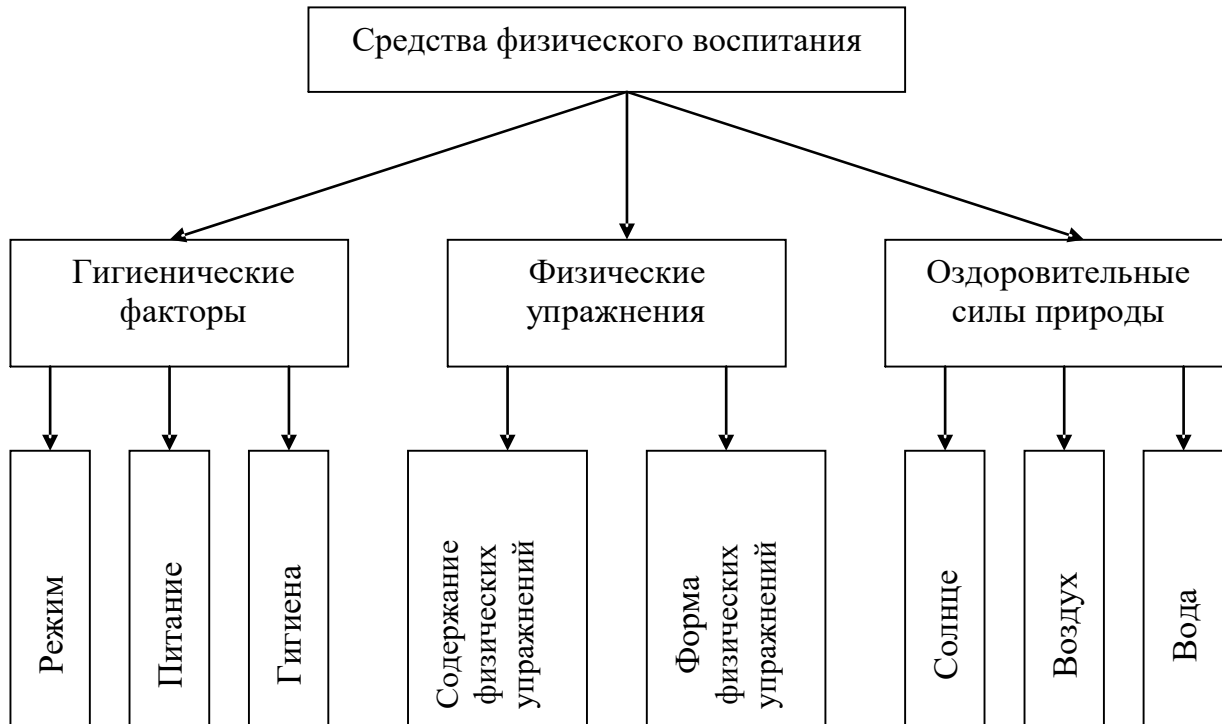 Средства физического воспитания
Гигиенические
факторы
Физические
упражнения
Оздоровительные
силы природы
Режим
Питание
Гигиена
Содержание
физических
упражнений
Форма
физических
упражнений
Солнце
Воздух
Вода